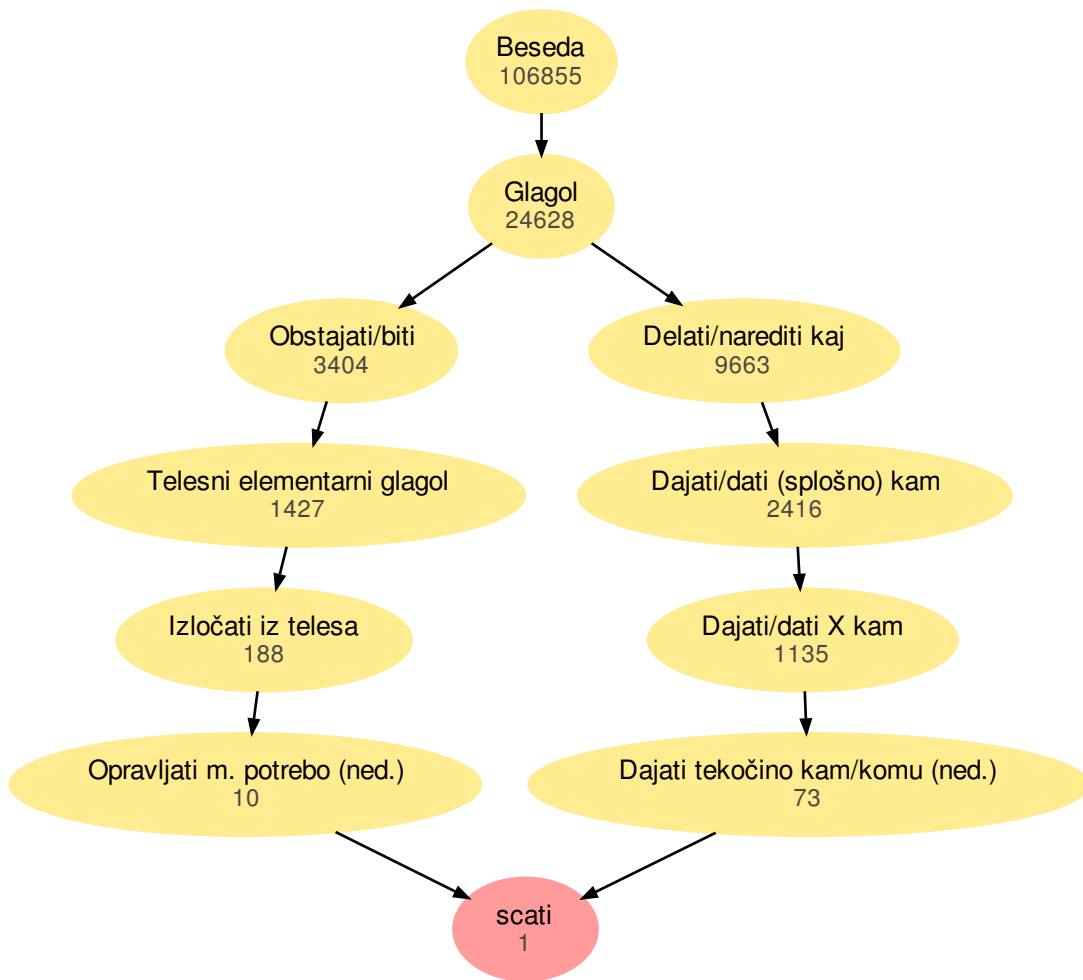 Beseda
106855
Glagol
24628
Obstajati/biti
3404
Delati/narediti kaj
9663
Telesni elementarni glagol
1427
Dajati/dati (splošno) kam
2416
Izločati iz telesa
188
Dajati/dati X kam
1135
Opravljati m. potrebo (ned.)
10
Dajati tekočino kam/komu (ned.)
73
scati
1